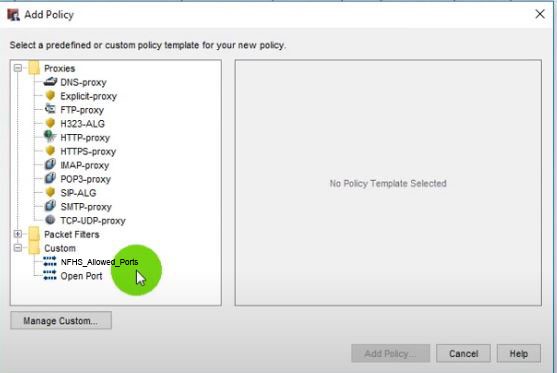 Add Policy
Select a predefined or custom policy template for your new policy.
Proxies
DNS-proxy
Explicit-proxy
FTP-proxy
H323-ALG
HTTP-proxy
HTTPS-proxy
IMAP-proxy
POP3-proxy
SIP-ALG
SMTP-proxy
TCP-UDP-proxy
Packet Filters
Custom
NFHS_Allowed_Ports
Open Port
No Policy Template Selected
Manage Custom...
Add Policy... Cancel Help